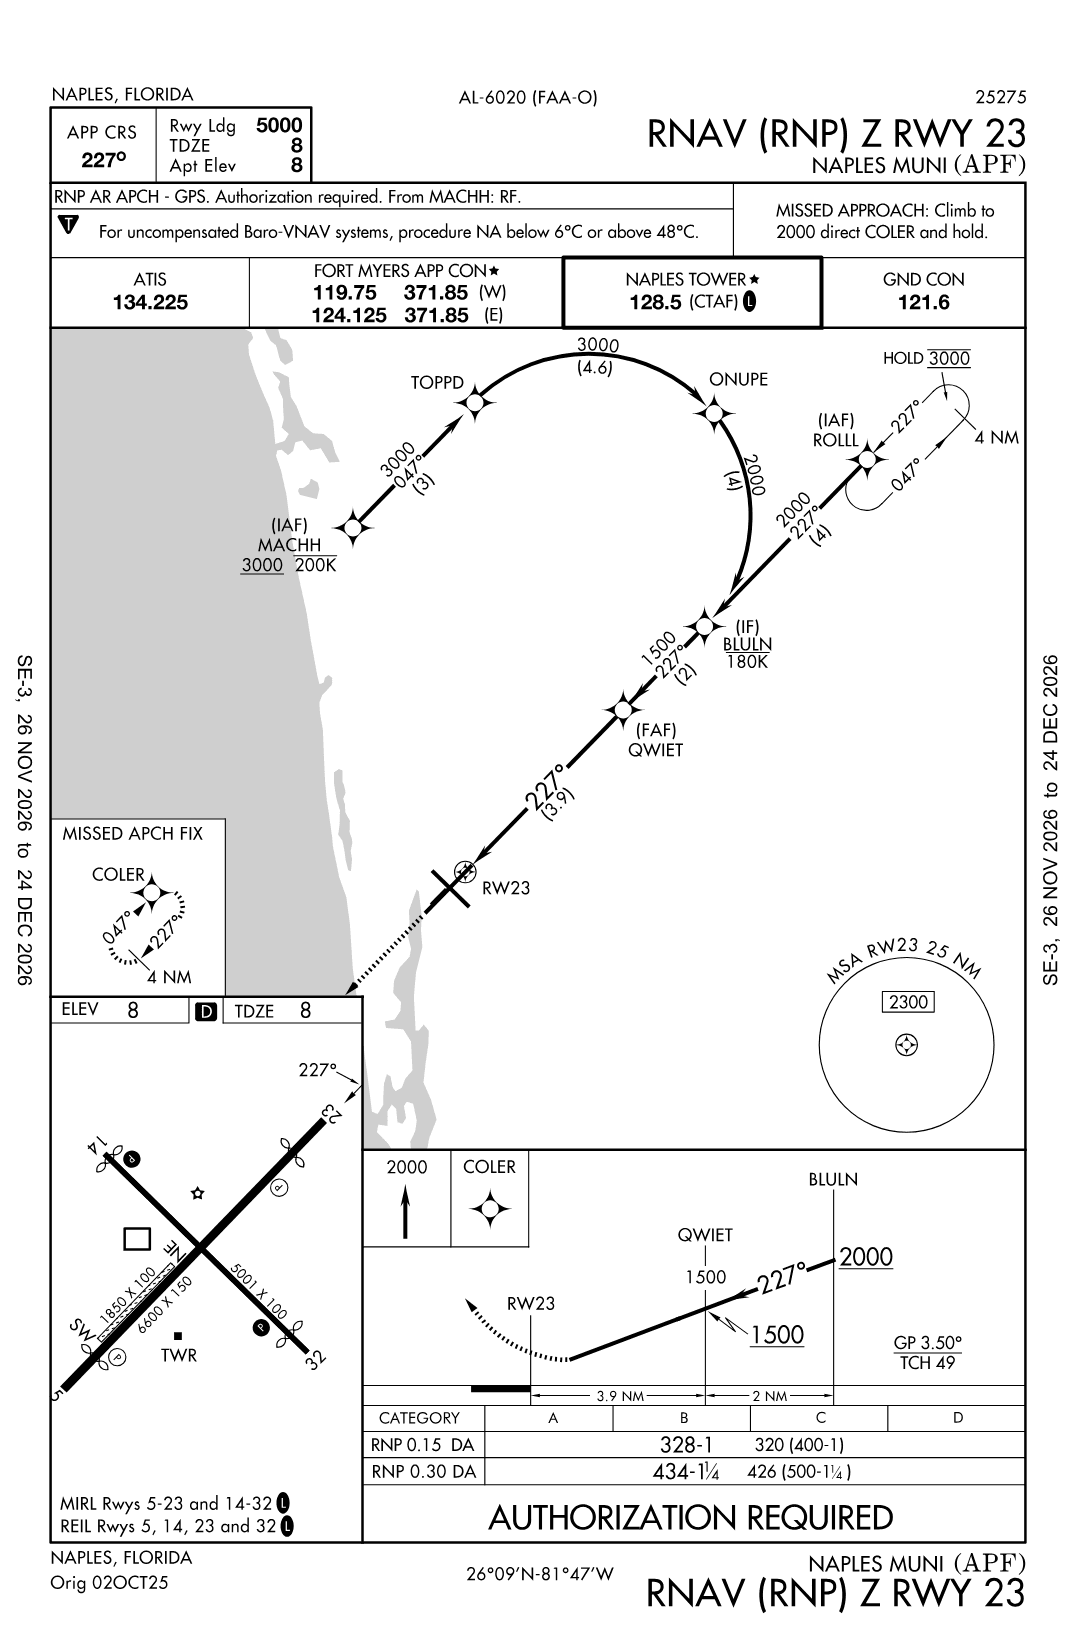 NAPLES, FLORIDA
AL-6020 (FAA-O)
25275
APP CRS
227°
Rwy Ldg 5000
TDZE 8
Apt Elev 8
RNAV (RNP) Z RWY 23
NAPLES MUNI (APF)
RNP AR APCH - GPS. Authorization required. From MACHH: RF.
T
For uncompensated Baro-VNAV systems, procedure NA below 6°C or above 48°C.
MISSED APPROACH: Climb to
2000 direct COLER and hold.
ATIS
134.225
FORT MYERS APP CON★
119.75 371.85 (W)
124.125 371.85 (E)
NAPLES TOWER★
128.5 (CTAF) L
GND CON
121.6
3000
(4.6)
TOPPD
ONUPE
HOLD 3000
227°
4 NM
047°
(IAF)
ROLLL
3000
047°
(3)
2000
(4)
2000
227°
(4)
(IAF)
MACHH
3000 200K
(IF)
BLULN
180K
1500
227°
(2)
(FAF)
QWIET
227°
(3.9)
RW23
MISSED APCH FIX
COLER
047°
227°
4 NM
MSA RW23 25 NM
2300
SE-3, 26 NOV 2026 to 24 DEC 2026
SE-3, 26 NOV 2026 to 24 DEC 2026
ELEV 8
D
TDZE 8
227°
23
14
P
P
NE
1850 X 100
6600 X 150
5001 X 100
SW
P
P
TWR
32
5
MIRL Rwys 5-23 and 14-32 L
REIL Rwys 5, 14, 23 and 32 L
2000
COLER
BLULN
QWIET
2000
227°
1500
RW23
1500
GP 3.50°
TCH 49
3.9 NM
2 NM
CATEGORY A B C D
RNP 0.15 DA 328-1 320 (400-1)
RNP 0.30 DA 434-1¼ 426 (500-1¼)
AUTHORIZATION REQUIRED
NAPLES, FLORIDA
Orig 02OCT25
26°09'N-81°47'W
NAPLES MUNI (APF)
RNAV (RNP) Z RWY 23